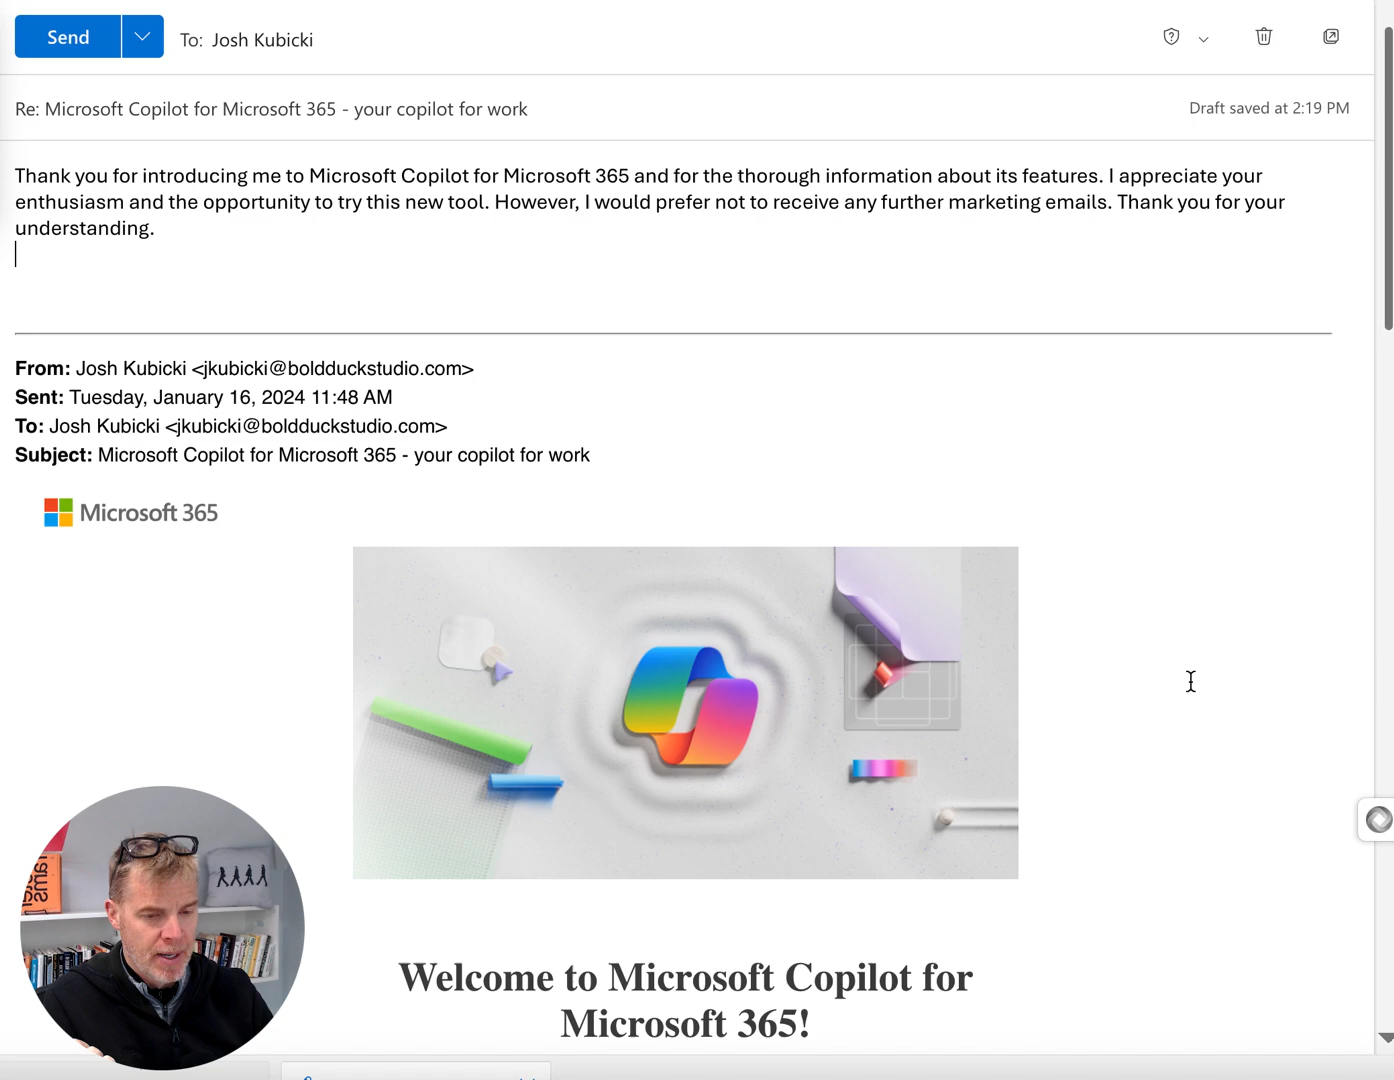 Send
To: Josh Kubicki
Re: Microsoft Copilot for Microsoft 365 - your copilot for work
Draft saved at 2:19 PM
Thank you for introducing me to Microsoft Copilot for Microsoft 365 and for the thorough information about its features. I appreciate your
enthusiasm and the opportunity to try this new tool. However, I would prefer not to receive any further marketing emails. Thank you for your
understanding.
From: Josh Kubicki <jkubicki@boldduckstudio.com>
Sent: Tuesday, January 16, 2024 11:48 AM
To: Josh Kubicki <jkubicki@boldduckstudio.com>
Subject: Microsoft Copilot for Microsoft 365 - your copilot for work
Microsoft 365
Welcome to Microsoft Copilot for
Microsoft 365!